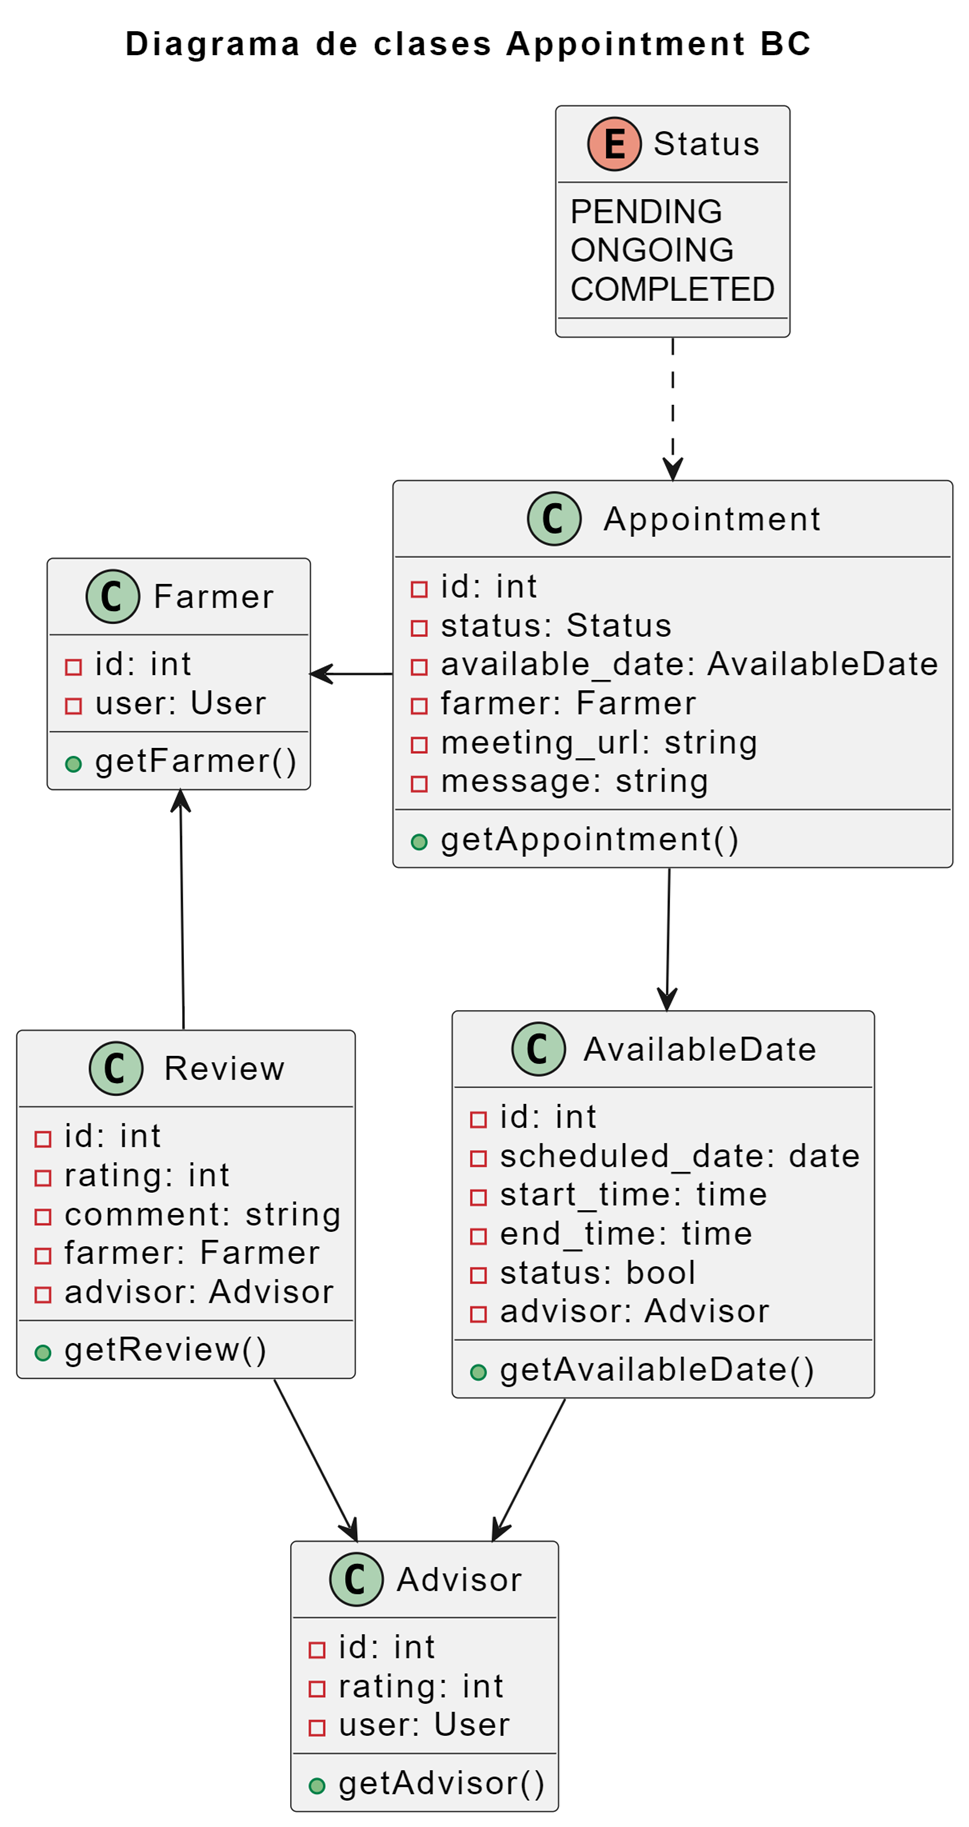 Diagrama de clases Appointment BC
E Status
PENDING
ONGOING
COMPLETED
C Appointment
id: int
status: Status
available_date: AvailableDate
farmer: Farmer
meeting_url: string
message: string
getAppointment()
C Farmer
id: int
user: User
getFarmer()
C Review
id: int
rating: int
comment: string
farmer: Farmer
advisor: Advisor
getReview()
C AvailableDate
id: int
scheduled_date: date
start_time: time
end_time: time
status: bool
advisor: Advisor
getAvailableDate()
C Advisor
id: int
rating: int
user: User
getAdvisor()